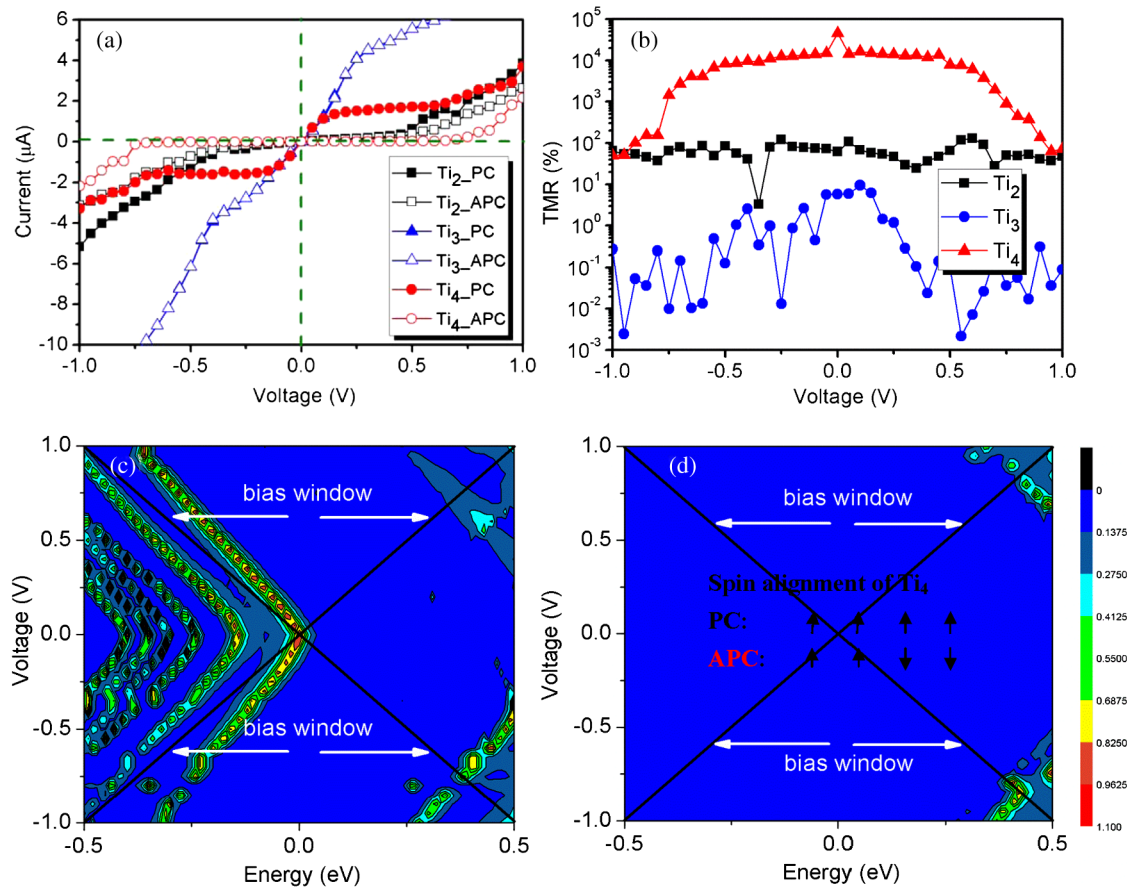 (a)
6
4
2
0
-2
-4
-6
-8
-10
Current (μA)
Ti2_PC
Ti2_APC
Ti3_PC
Ti3_APC
Ti4_PC
Ti4_APC
-1.0 -0.5 0.0 0.5 1.0
Voltage (V)
(b)
10^5
10^4
10^3
10^2
10^1
10^0
10^-1
10^-2
10^-3
TMR (%)
Ti2
Ti3
Ti4
-1.0 -0.5 0.0 0.5 1.0
Voltage (V)
(c)
1.0
0.5
0.0
-0.5
-1.0
Voltage (V)
bias window
bias window
-0.5 0.0 0.5
Energy (eV)
(d)
1.0
0.5
0.0
-0.5
-1.0
Voltage (V)
bias window
Spin alignment of Ti4
PC:
APC:
bias window
-0.5 0.0 0.5
Energy (eV)
0
0.1375
0.2750
0.4125
0.5500
0.6875
0.8250
0.9625
1.100